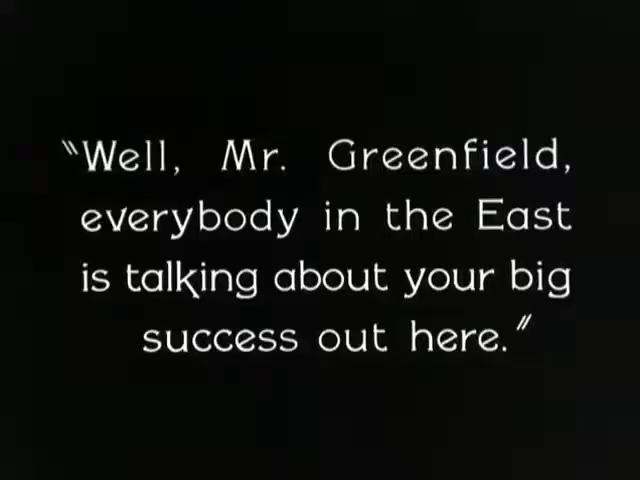 "Well, Mr. Greenfield,
everybody in the East
is talking about your big
success out here."